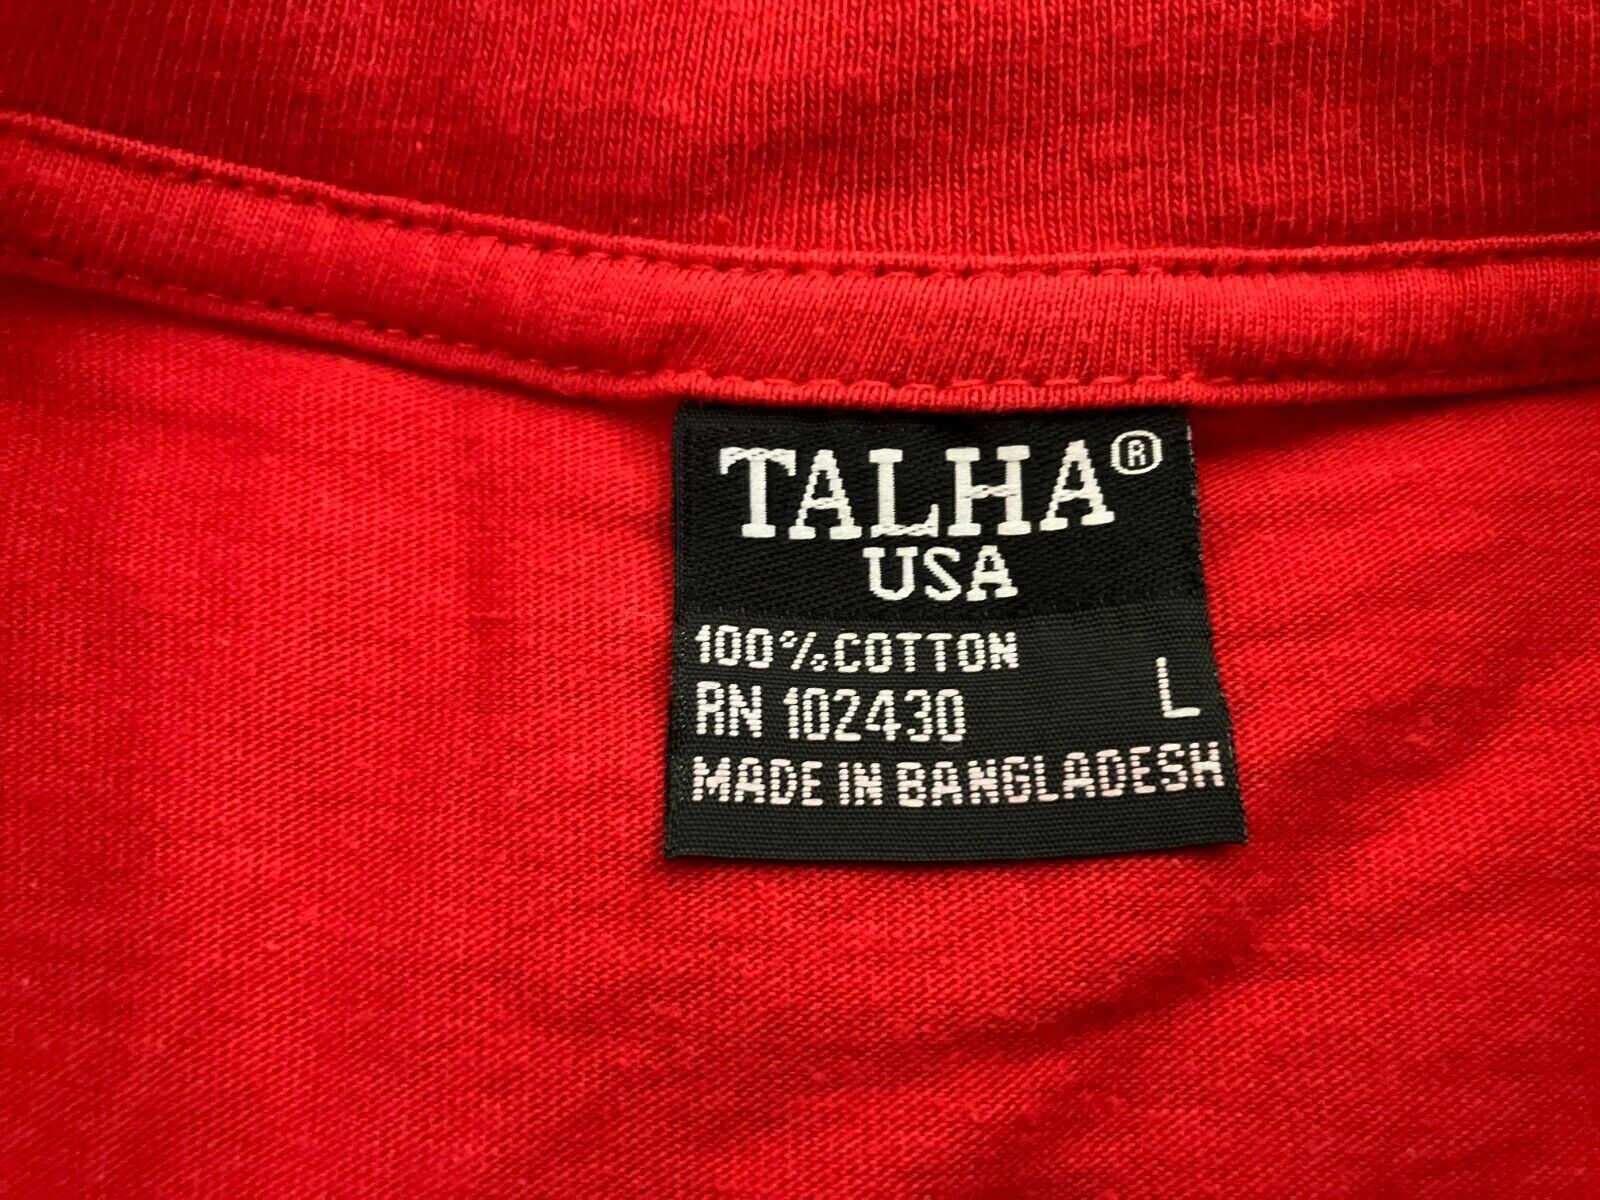 TALHA®
USA
100% COTTON
RN 102430 L
MADE IN BANGLADESH